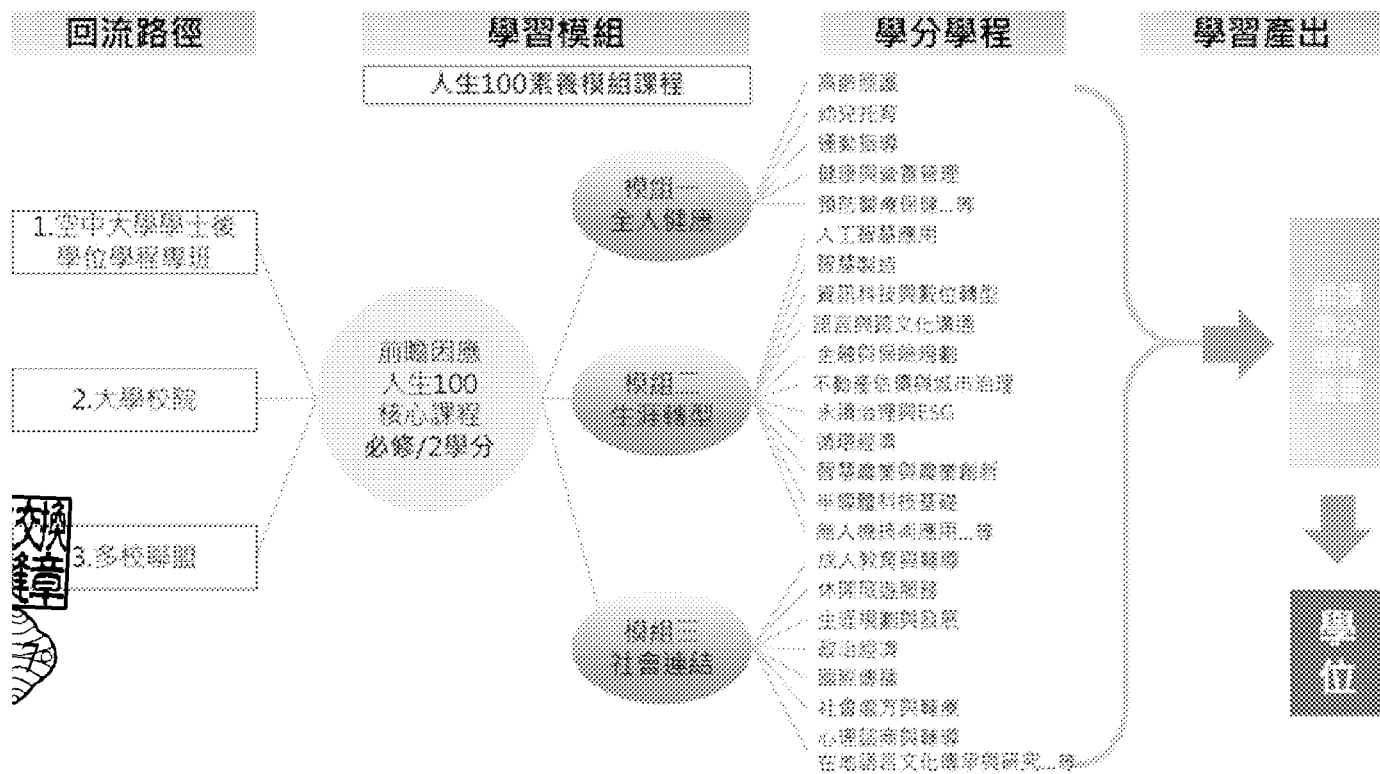 回流路徑
學習模組
學分學程
學習產出
人生100素養模組課程
1.空中大學學士後
學位學程專班
2.大學校院
3.多校聯盟
前瞻因應
人生100
核心課程
必修/2學分
模組一
全人健康
模組二
生涯轉型
模組三
社會連結
高齡照護
幼兒托育
運動指導
健康與營養管理
預防醫療保健...等
人工智慧應用
智慧製造
資訊科技與數位轉型
語言與跨文化溝通
金融與保險規劃
不動產估價與城市治理
永續治理與ESG
循環經濟
智慧農業與農業創新
半導體科技基礎
無人機技術應用...等
成人教育與輔導
休閒旅遊服務
生涯規劃與發展
政治經濟
社會處方與健康
心理諮商與輔導
在地語言文化傳承與研究...等
學位